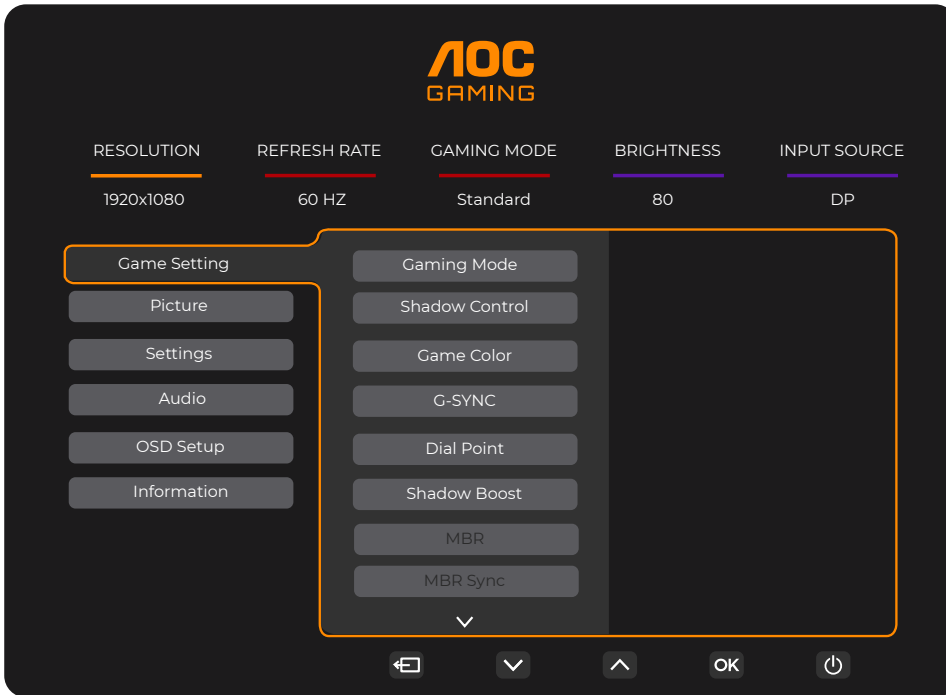 AOC
GAMING
RESOLUTION REFRESH RATE GAMING MODE BRIGHTNESS INPUT SOURCE
1920x1080 60 HZ Standard 80 DP
Game Setting
Picture
Settings
Audio
OSD Setup
Information
Gaming Mode
Shadow Control
Game Color
G-SYNC
Dial Point
Shadow Boost
MBR
MBR Sync
OK